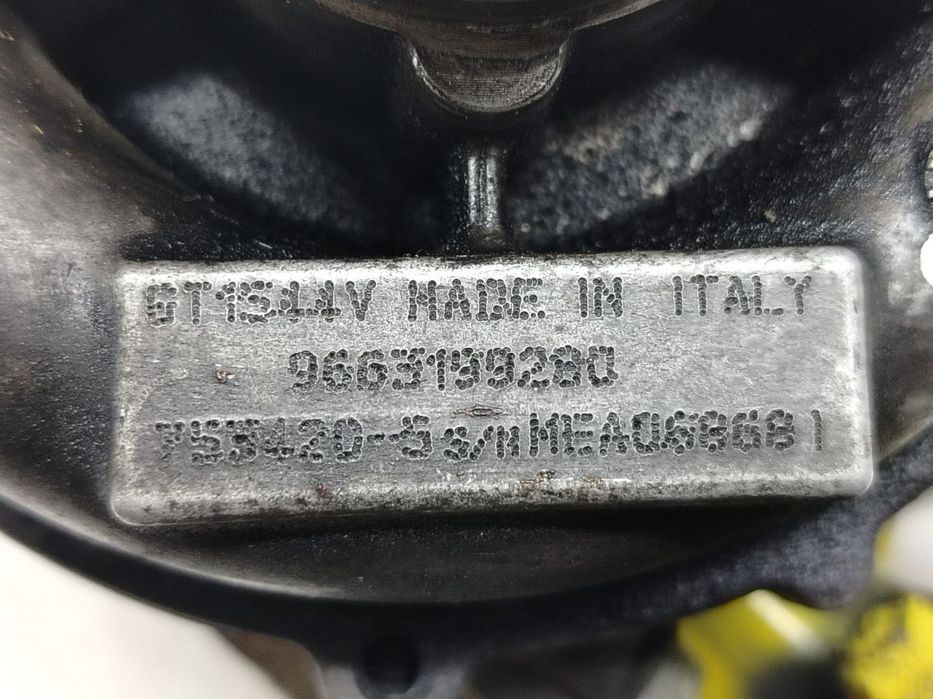 GT1544V MADE IN ITALY
9663199280
753420-5 s/n MEA068681